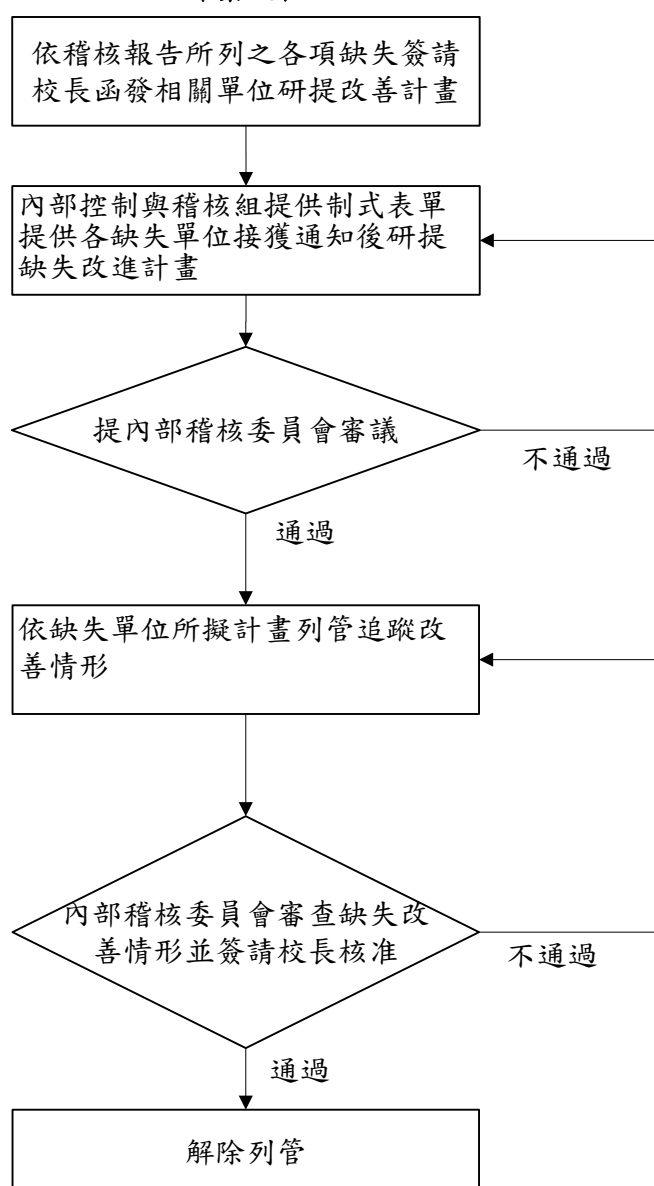 依稽核報告所列之各項缺失簽請
校長函發相關單位研提改善計畫
內部控制與稽核組提供制式表單
提供各缺失單位接獲通知後研提
缺失改進計畫
提內部稽核委員會審議
不通過
通過
依缺失單位所擬計畫列管追蹤改
善情形
內部稽核委員會審查缺失改
善情形並簽請校長核准
不通過
通過
解除列管